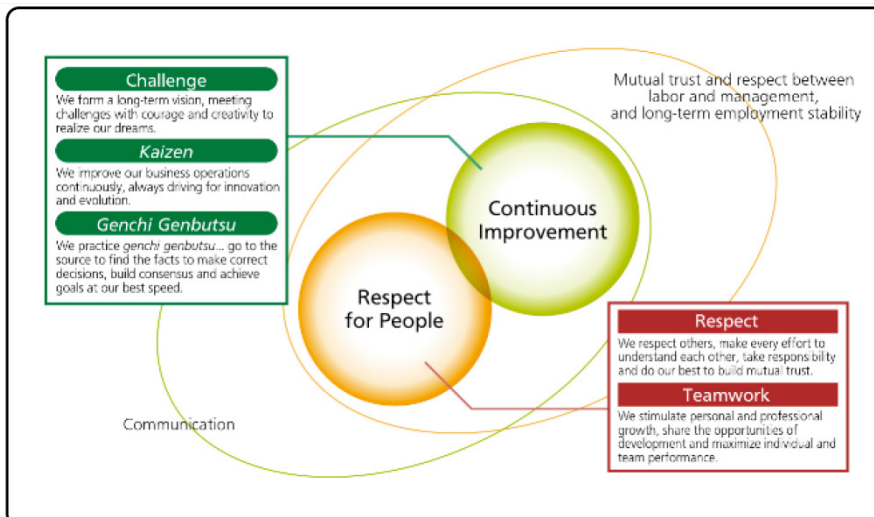 Challenge
We form a long-term vision, meeting
challenges with courage and creativity to
realize our dreams.
Kaizen
We improve our business operations
continuously, always driving for innovation
and evolution.
Genchi Genbutsu
We practice genchi genbutsu... go to the
source to find the facts to make correct
decisions, build consensus and achieve
goals at our best speed.
Mutual trust and respect between
labor and management,
and long-term employment stability
Continuous
Improvement
Respect
for People
Respect
We respect others, make every effort to
understand each other, take responsibility
and do our best to build mutual trust.
Teamwork
We stimulate personal and professional
growth, share the opportunities of
development and maximize individual and
team performance.
Communication